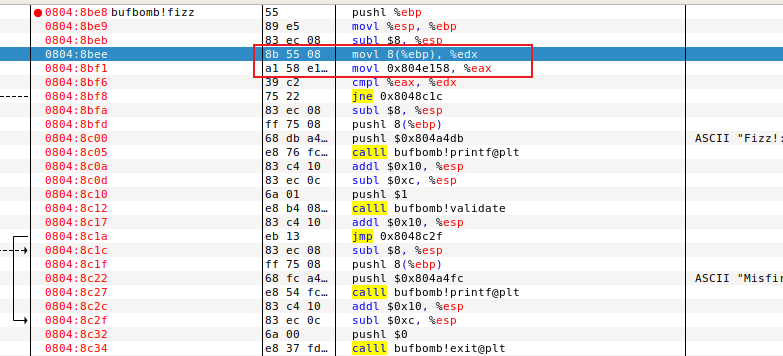 0804:8be8 bufbomb!fizz 55 pushl %ebp
0804:8be9 89 e5 movl %esp, %ebp
0804:8beb 83 ec 08 subl $8, %esp
0804:8bee 8b 55 08 movl 8(%ebp), %edx
0804:8bf1 a1 58 e1… movl 0x804e158, %eax
0804:8bf6 39 c2 cmpl %eax, %edx
0804:8bf8 75 22 jne 0x8048c1c
0804:8bfa 83 ec 08 subl $8, %esp
0804:8bfd ff 75 08 pushl 8(%ebp)
0804:8c00 68 db a4… pushl $0x804a4db ASCII "Fizz!:
0804:8c05 e8 76 fc… calll bufbomb!printf@plt
0804:8c0a 83 c4 10 addl $0x10, %esp
0804:8c0d 83 ec 0c subl $0xc, %esp
0804:8c10 6a 01 pushl $1
0804:8c12 e8 b4 08… calll bufbomb!validate
0804:8c17 83 c4 10 addl $0x10, %esp
0804:8c1a eb 13 jmp 0x8048c2f
0804:8c1c 83 ec 08 subl $8, %esp
0804:8c1f ff 75 08 pushl 8(%ebp)
0804:8c22 68 fc a4… pushl $0x804a4fc ASCII "Misfir
0804:8c27 e8 54 fc… calll bufbomb!printf@plt
0804:8c2c 83 c4 10 addl $0x10, %esp
0804:8c2f 83 ec 0c subl $0xc, %esp
0804:8c32 6a 00 pushl $0
0804:8c34 e8 37 fd… calll bufbomb!exit@plt